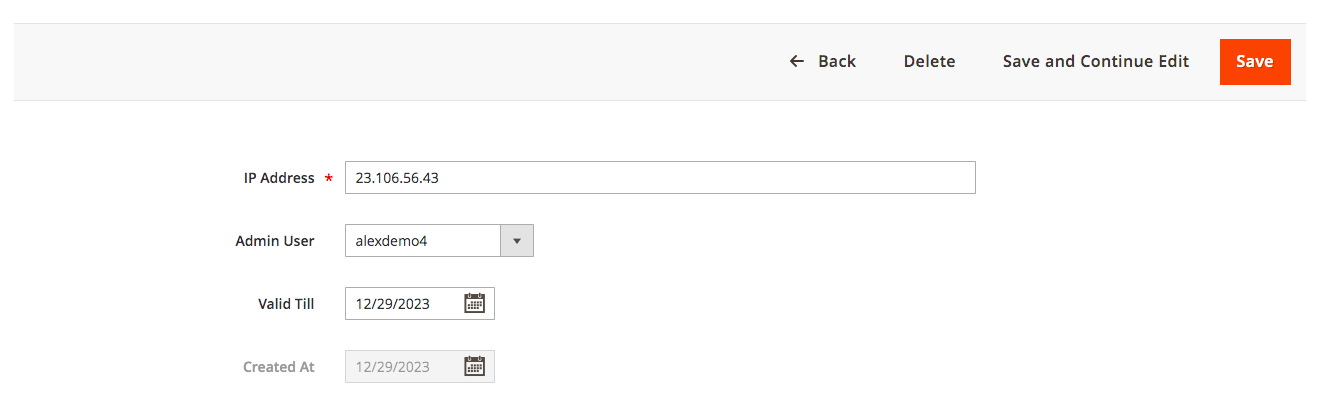 ← Back Delete Save and Continue Edit Save
IP Address * 23.106.56.43
Admin User alexdemo4
Valid Till 12/29/2023
Created At 12/29/2023